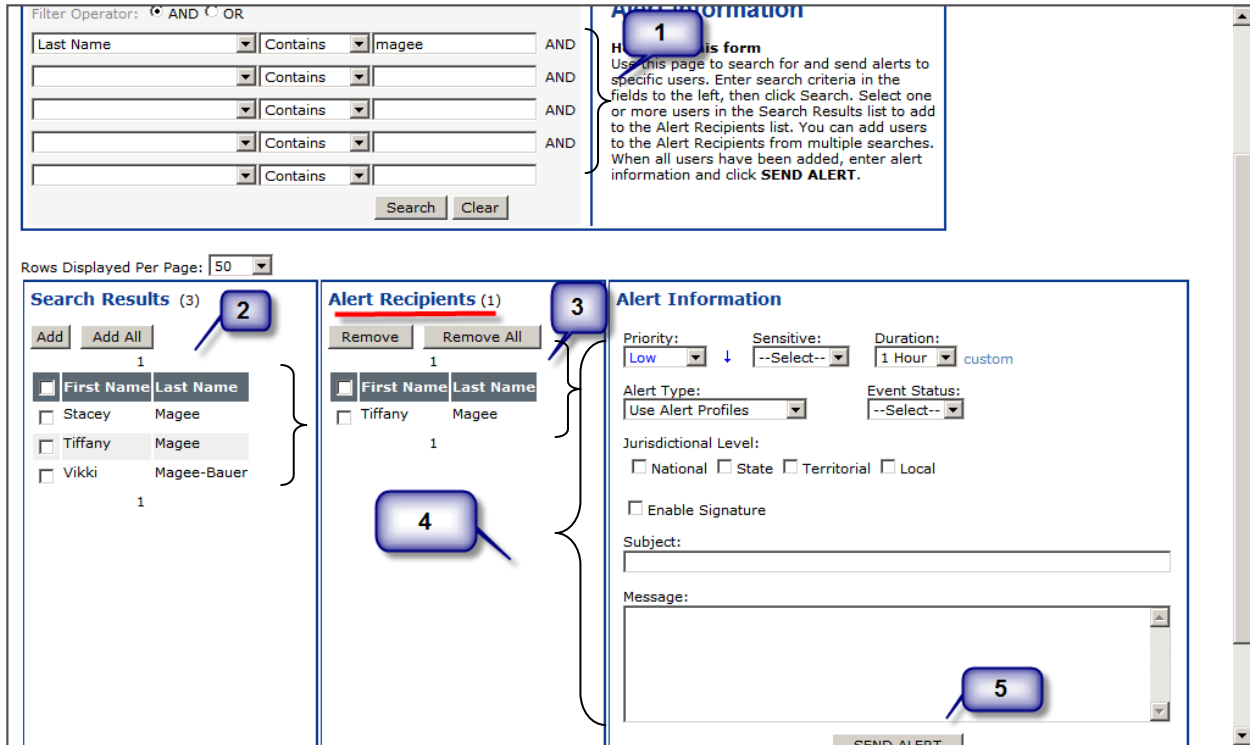 Filter Operator: AND OR
Last Name Contains magee AND
Contains AND
Contains AND
Contains AND
Contains
Search Clear
Alert Information
1
is form
Use this page to search for and send alerts to
specific users. Enter search criteria in the
fields to the left, then click Search. Select one
or more users in the Search Results list to add
to the Alert Recipients list. You can add users
to the Alert Recipients from multiple searches.
When all users have been added, enter alert
information and click SEND ALERT.
Rows Displayed Per Page: 50
Search Results (3)
2
Add Add All
1
First Name Last Name
Stacey Magee
Tiffany Magee
Vikki Magee-Bauer
1
Alert Recipients (1)
3
Remove Remove All
1
First Name Last Name
Tiffany Magee
1
4
Alert Information
Priority: Sensitive: Duration:
Low ↓ --Select-- 1 Hour custom
Alert Type: Event Status:
Use Alert Profiles --Select--
Jurisdictional Level:
National State Territorial Local
Enable Signature
Subject:
Message:
5
SEND ALERT